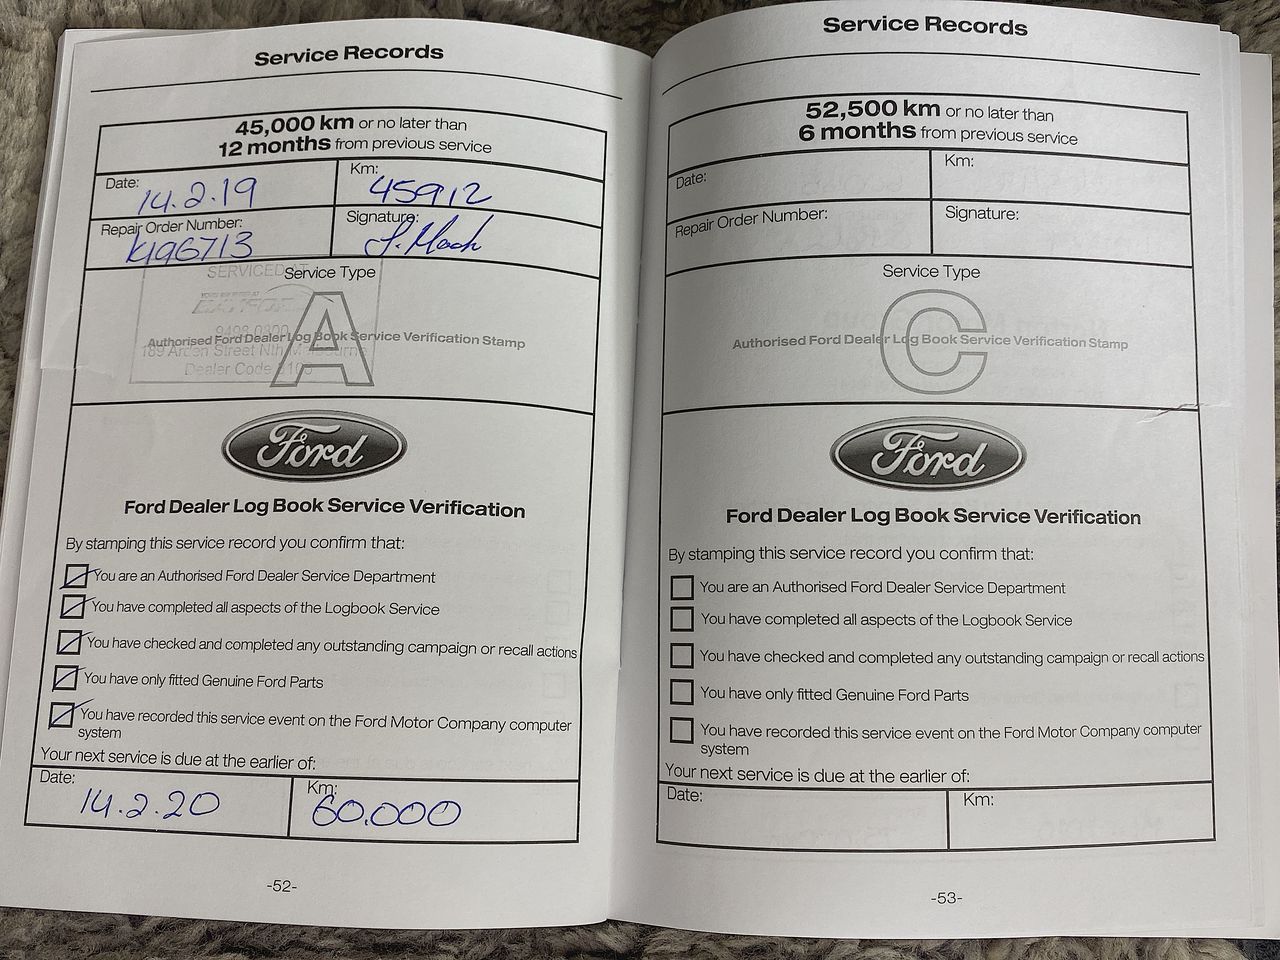 Service Records
45,000 km or no later than
12 months from previous service
Date: 14.2.19
Km: 45912
Repair Order Number: K196713
Signature:
SERVICED AT
Service Type
A
9498 0300
Authorised Ford Dealer Log Book Service Verification Stamp
189 Arden Street Nth
Dealer Code
Ford
Ford Dealer Log Book Service Verification
By stamping this service record you confirm that:
You are an Authorised Ford Dealer Service Department
You have completed all aspects of the Logbook Service
You have checked and completed any outstanding campaign or recall actions
You have only fitted Genuine Ford Parts
You have recorded this service event on the Ford Motor Company computer
system
Your next service is due at the earlier of:
Date: 14.2.20
Km: 60.000
-52-
Service Records
52,500 km or no later than
6 months from previous service
Date:
Km:
Repair Order Number:
Signature:
Service Type
C
Authorised Ford Dealer Log Book Service Verification Stamp
Ford
Ford Dealer Log Book Service Verification
By stamping this service record you confirm that:
You are an Authorised Ford Dealer Service Department
You have completed all aspects of the Logbook Service
You have checked and completed any outstanding campaign or recall actions
You have only fitted Genuine Ford Parts
You have recorded this service event on the Ford Motor Company computer
system
Your next service is due at the earlier of:
Date:
Km:
-53-